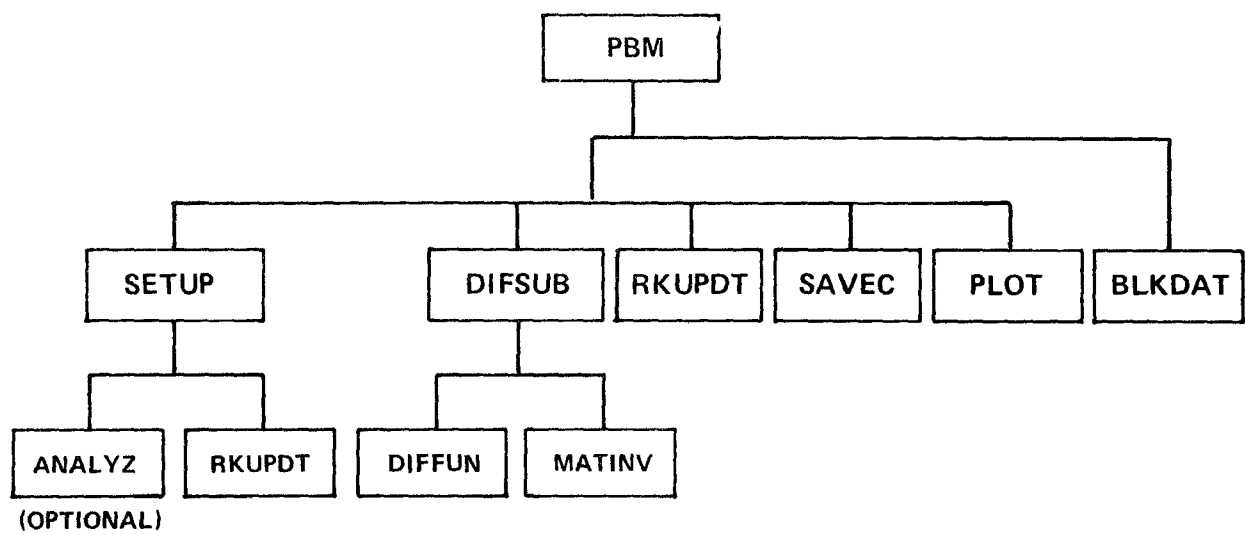 PBM
SETUP
DIFSUB
RKUPDT
SAVEC
PLOT
BLKDAT
ANALYZ
RKUPDT
DIFFUN
MATINV
(OPTIONAL)